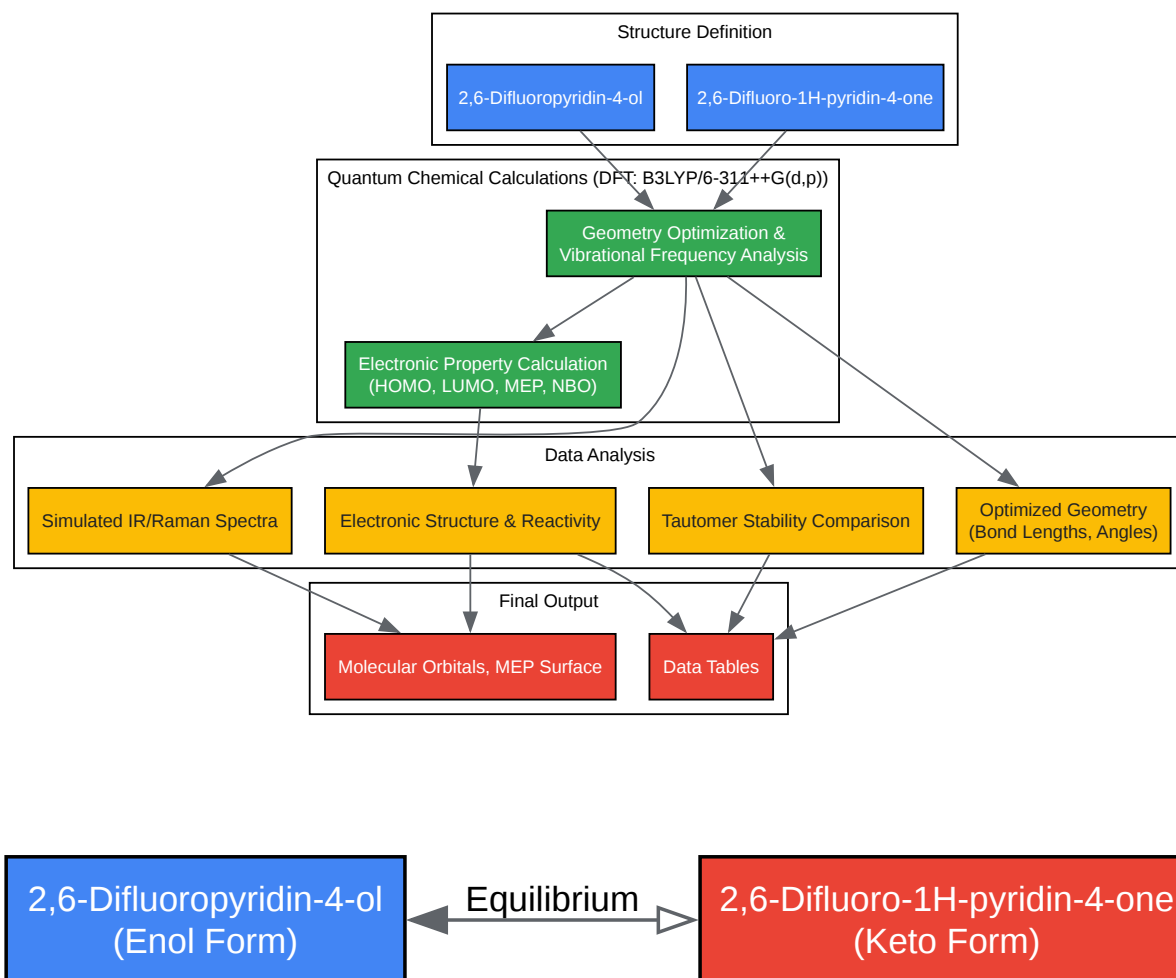 Structure Definition
2,6-Difluoropyridin-4-ol
2,6-Difluoro-1H-pyridin-4-one
Quantum Chemical Calculations (DFT: B3LYP/6-311++G(d,p))
Geometry Optimization &
Vibrational Frequency Analysis
Electronic Property Calculation
(HOMO, LUMO, MEP, NBO)
Data Analysis
Simulated IR/Raman Spectra
Electronic Structure & Reactivity
Tautomer Stability Comparison
Optimized Geometry
(Bond Lengths, Angles)
Final Output
Molecular Orbitals, MEP Surface
Data Tables
2,6-Difluoropyridin-4-ol
(Enol Form)
Equilibrium
2,6-Difluoro-1H-pyridin-4-one
(Keto Form)